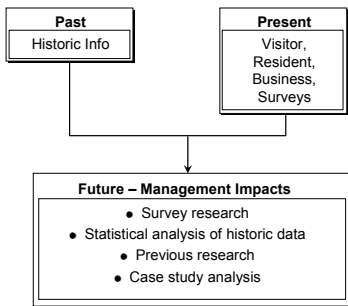 Past
Historic Info
Present
Visitor,
Resident,
Business,
Surveys
Future – Management Impacts
● Survey research
● Statistical analysis of historic data
● Previous research
● Case study analysis